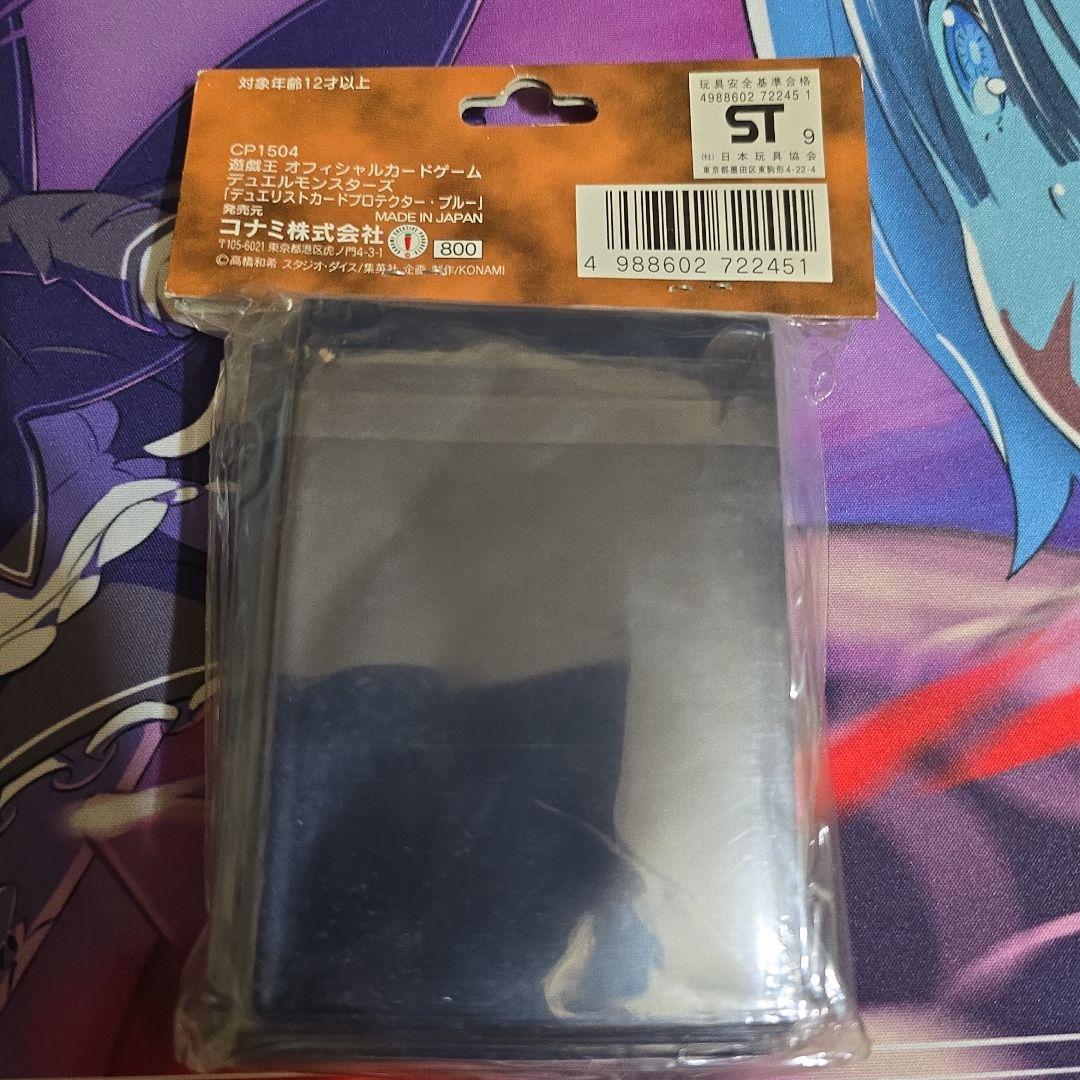 対象年齢12才以上
CP1504
遊戯王 オフィシャルカードゲーム
デュエルモンスターズ
「デュエリストカードプロテクター・ブルー」
発売元 MADE IN JAPAN
コナミ株式会社
〒105-6021 東京都港区虎ノ門4-3-1
800
©高橋和希 スタジオ・ダイス/集英社 企画 制作/KONAMI
玩具安全基準合格
4988602 72245 1
ST 9
(社) 日本玩具協会
東京都墨田区東駒形4-22-4
4 988602 722451